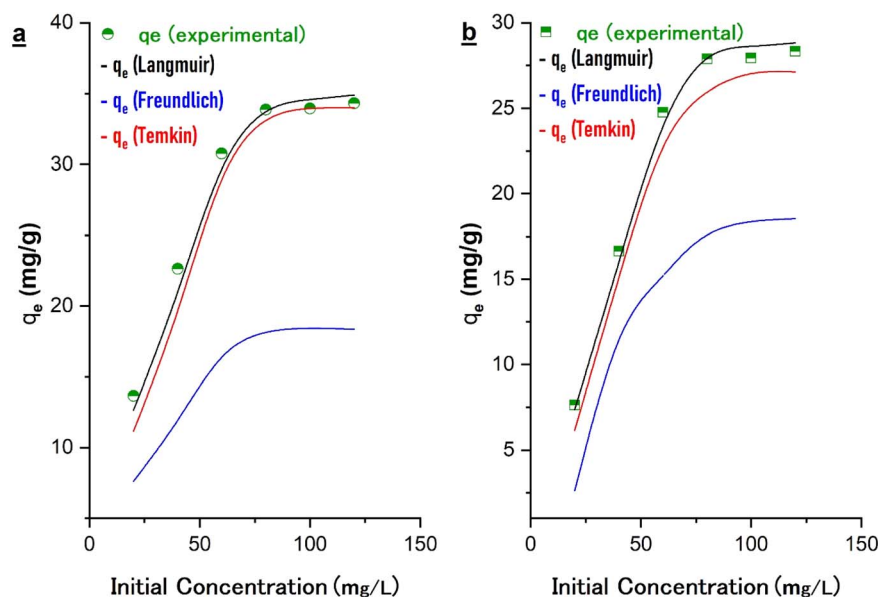 a
qe (experimental)
- qe (Langmuir)
- qe (Freundlich)
- qe (Temkin)
40
30
20
10
qe (mg/g)
0
50
100
150
Initial Concentration (mg/L)
b
qe (experimental)
- qe (Langmuir)
- qe (Freundlich)
- qe (Temkin)
30
25
20
15
10
5
qe (mg/g)
0
50
100
150
Initial Concentration (mg/L)